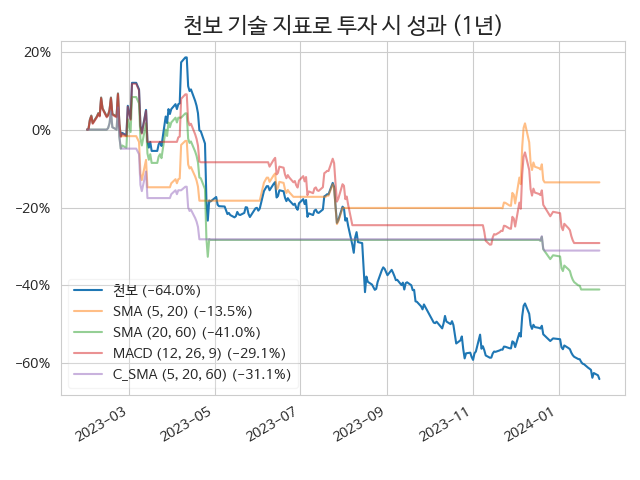 천보 기술 지표로 투자 시 성과 (1년)
20%
0%
−20%
−40%
−60%
천보 (−64.0%)
SMA (5, 20) (−13.5%)
SMA (20, 60) (−41.0%)
MACD (12, 26, 9) (−29.1%)
C_SMA (5, 20, 60) (−31.1%)
2023-03
2023-05
2023-07
2023-09
2023-11
2024-01